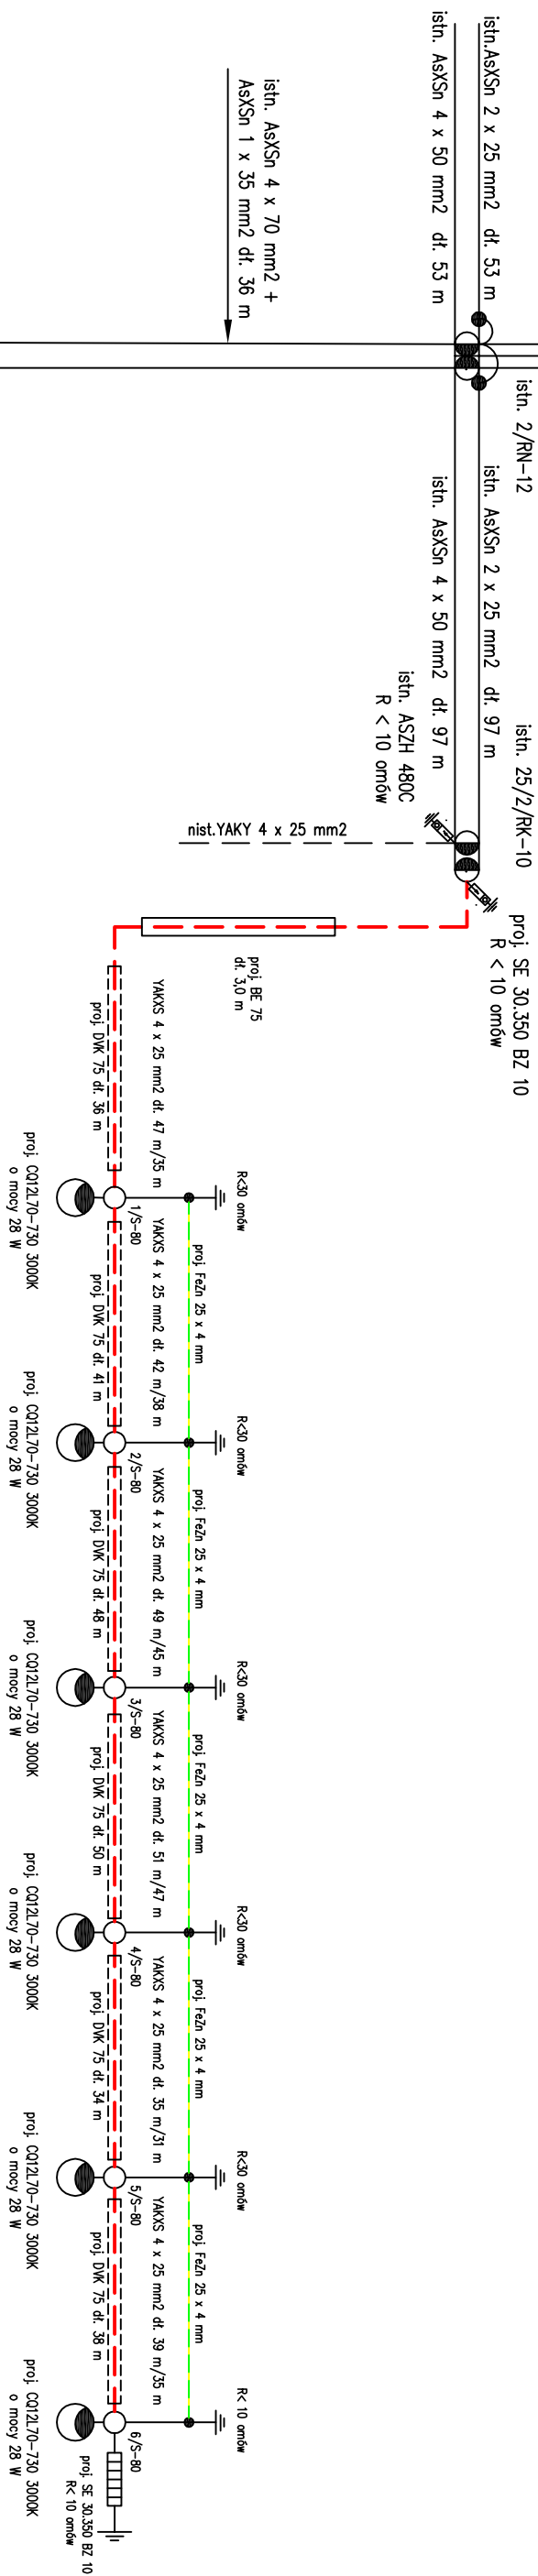 istn.AsXSn 2 x 25 mm2  dł. 53 m
istn. AsXSn 4 x 50 mm2  dł. 53 m
istn. AsXSn 4 x 70 mm2 +
AsXSn 1 x 35 mm2 dł. 36 m
istn. 2/RN-12
istn. AsXSn 2 x 25 mm2  dł. 97 m
istn. AsXSn 4 x 50 mm2  dł. 97 m
istn. 25/2/RK-10
istn. ASZH 480C
R < 10 omów
nist.YAKY 4 x 25 mm2
proj. SE 30.350 BZ 10
R < 10 omów
proj. BE 75
dł. 3,0 m
YAKXS 4 x 25 mm2 dł. 47 m/35 m
proj. DVK 75 dł. 36 m
R<30 omów
1/S-80
proj. CQ12L70-730 3000K
o mocy 28 W
proj. FeZn 25 x 4 mm
YAKXS 4 x 25 mm2 dł. 42 m/38 m
proj. DVK 75 dł. 41 m
R<30 omów
2/S-80
proj. CQ12L70-730 3000K
o mocy 28 W
proj. FeZn 25 x 4 mm
YAKXS 4 x 25 mm2 dł. 49 m/45 m
proj. DVK 75 dł. 48 m
R<30 omów
3/S-80
proj. CQ12L70-730 3000K
o mocy 28 W
proj. FeZn 25 x 4 mm
YAKXS 4 x 25 mm2 dł. 51 m/47 m
proj. DVK 75 dł. 50 m
R<30 omów
4/S-80
proj. CQ12L70-730 3000K
o mocy 28 W
proj. FeZn 25 x 4 mm
YAKXS 4 x 25 mm2 dł. 35 m/31 m
proj. DVK 75 dł. 34 m
R<30 omów
5/S-80
proj. CQ12L70-730 3000K
o mocy 28 W
proj. FeZn 25 x 4 mm
YAKXS 4 x 25 mm2 dł. 39 m/35 m
proj. DVK 75 dł. 38 m
R< 10 omów
6/S-80
proj. CQ12L70-730 3000K
o mocy 28 W
proj. SE 30.350 BZ 10
R< 10 omów